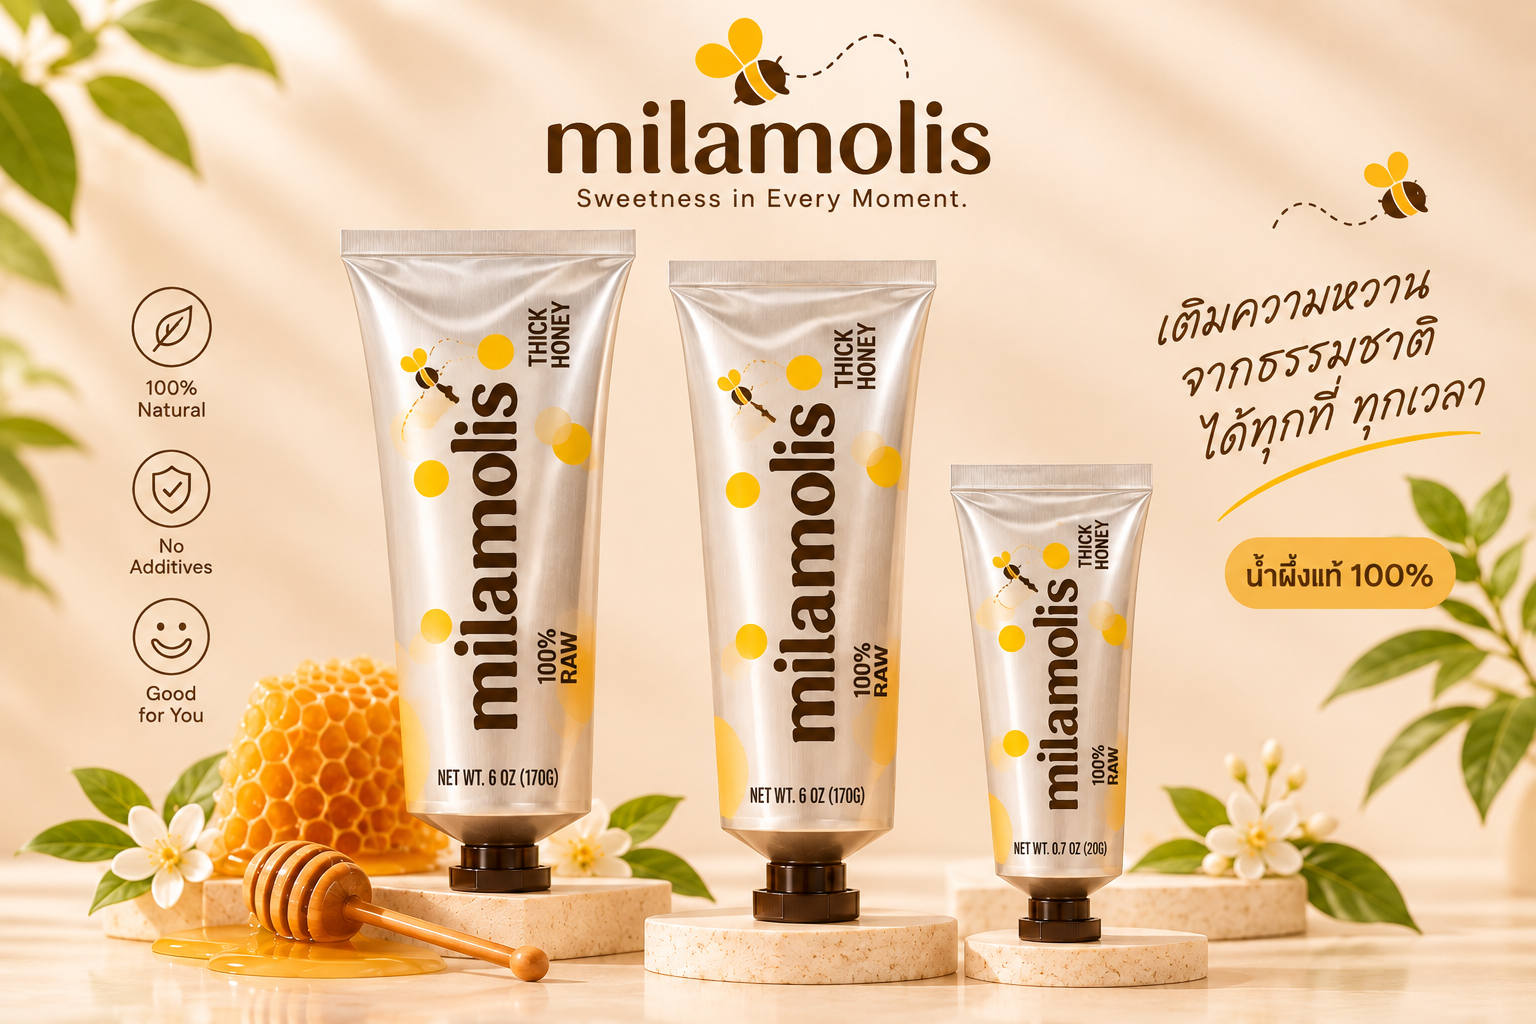 milamolis
Sweetness in Every Moment.
100%
Natural
No
Additives
Good
for You
THICK
HONEY
milamolis
100%
RAW
NET WT. 6 OZ (170G)
THICK
HONEY
milamolis
100%
RAW
NET WT. 6 OZ (170G)
THICK
HONEY
milamolis
100%
RAW
NET WT. 0.7 OZ (20G)
เติมความหวาน
จากธรรมชาติ
ได้ทุกที่ ทุกเวลา
น้ำผึ้งแท้ 100%